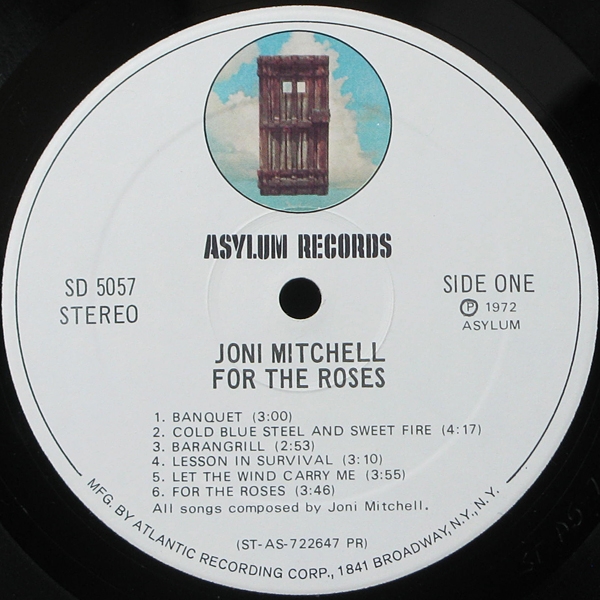 ASYLUM RECORDS
SD 5057
STEREO
SIDE ONE
Ⓟ 1972
ASYLUM
JONI MITCHELL
FOR THE ROSES
1. BANQUET (3:00)
2. COLD BLUE STEEL AND SWEET FIRE (4:17)
3. BARANGRILL (2:53)
4. LESSON IN SURVIVAL (3:10)
5. LET THE WIND CARRY ME (3:55)
6. FOR THE ROSES (3:46)
All songs composed by Joni Mitchell.
(ST-AS-722647 PR)
MFG. BY ATLANTIC RECORDING CORP., 1841 BROADWAY, N.Y., N.Y.